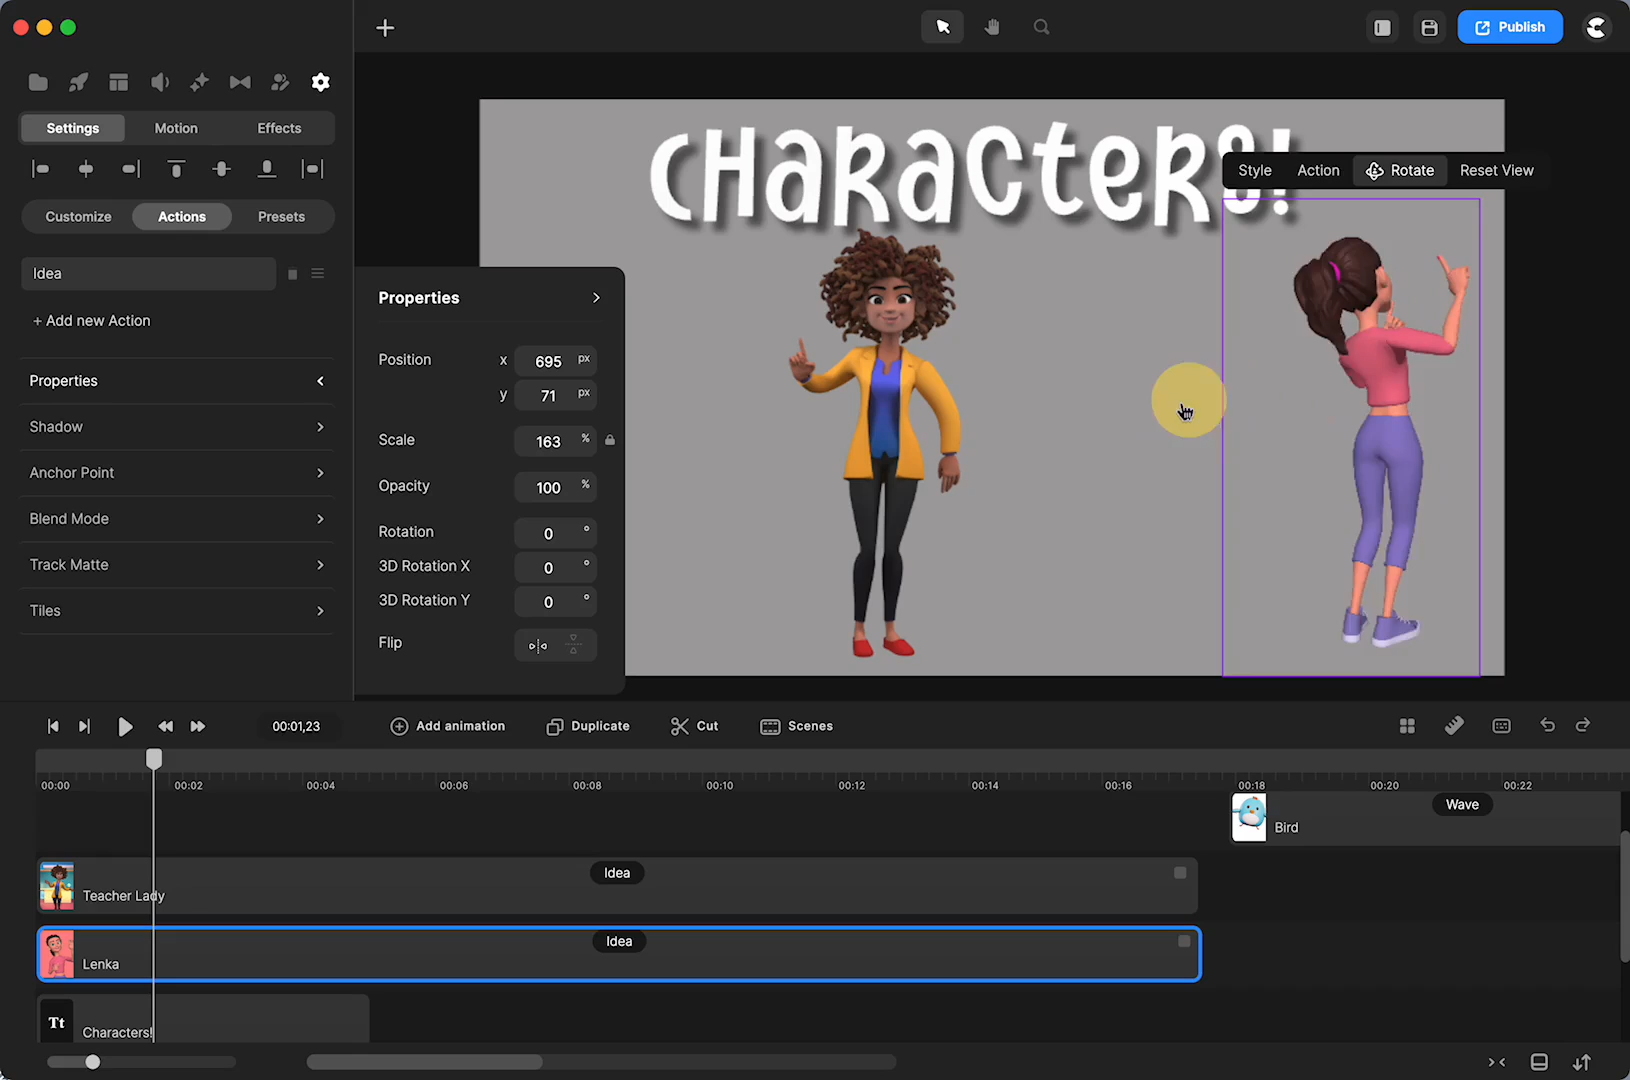 Publish
Settings
Motion
Effects
Customize
Actions
Presets
Idea
+ Add new Action
Properties
Shadow
Anchor Point
Blend Mode
Track Matte
Tiles
CHARACTERS!
Style
Action
Rotate
Reset View
Properties
Position
x
695 px
y
71 px
Scale
163 %
Opacity
100 %
Rotation
0 °
3D Rotation X
0 °
3D Rotation Y
0 °
Flip
00:01,23
Add animation
Duplicate
Cut
Scenes
00:00
00:02
00:04
00:06
00:08
00:10
00:12
00:14
00:16
00:18
00:20
00:22
Wave
Bird
Idea
Teacher Lady
Idea
Lenka
Tt
Characters!